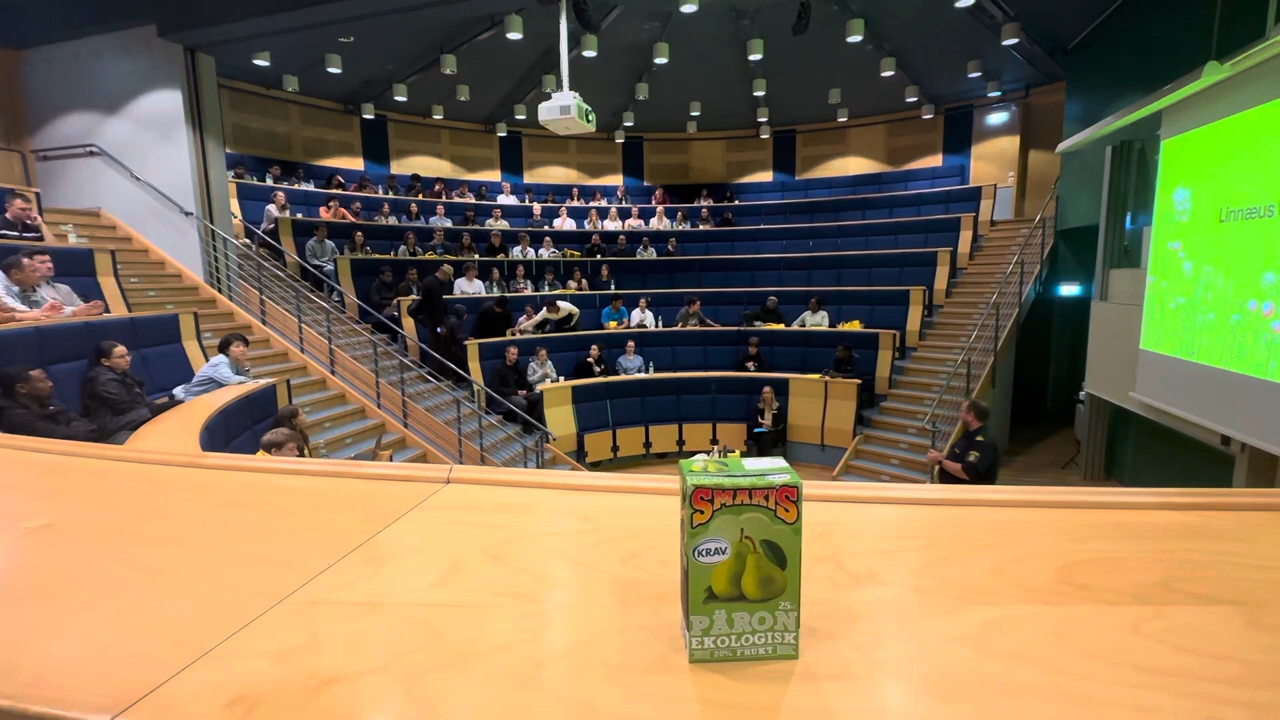 Linnæus
SMAKIS
KRAV
25cl
PÄRON
EKOLOGISK
20% FRUKT